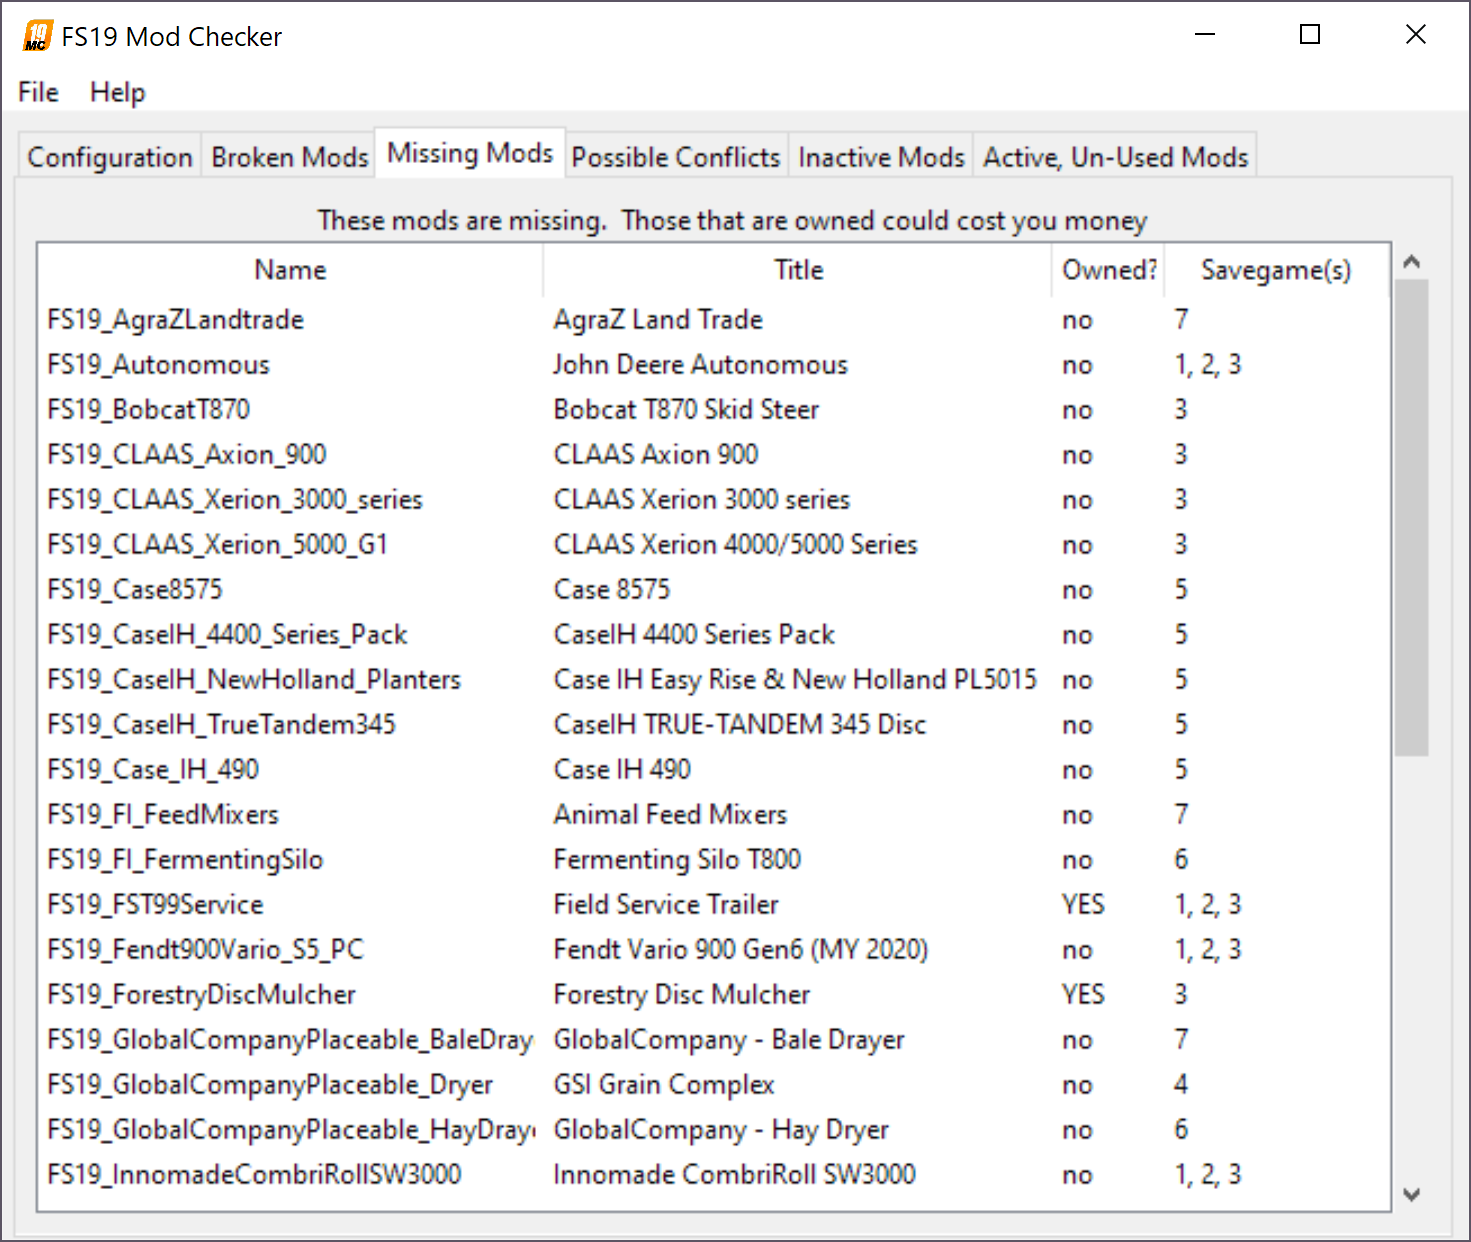 19
MC
FS19 Mod Checker
File Help
Configuration Broken Mods Missing Mods Possible Conflicts Inactive Mods Active, Un-Used Mods
These mods are missing.  Those that are owned could cost you money
Name Title Owned? Savegame(s)
FS19_AgraZLandtrade AgraZ Land Trade no 7
FS19_Autonomous John Deere Autonomous no 1, 2, 3
FS19_BobcatT870 Bobcat T870 Skid Steer no 3
FS19_CLAAS_Axion_900 CLAAS Axion 900 no 3
FS19_CLAAS_Xerion_3000_series CLAAS Xerion 3000 series no 3
FS19_CLAAS_Xerion_5000_G1 CLAAS Xerion 4000/5000 Series no 3
FS19_Case8575 Case 8575 no 5
FS19_CaseIH_4400_Series_Pack CaseIH 4400 Series Pack no 5
FS19_CaseIH_NewHolland_Planters Case IH Easy Rise & New Holland PL5015 no 5
FS19_CaseIH_TrueTandem345 CaseIH TRUE-TANDEM 345 Disc no 5
FS19_Case_IH_490 Case IH 490 no 5
FS19_FI_FeedMixers Animal Feed Mixers no 7
FS19_FI_FermentingSilo Fermenting Silo T800 no 6
FS19_FST99Service Field Service Trailer YES 1, 2, 3
FS19_Fendt900Vario_S5_PC Fendt Vario 900 Gen6 (MY 2020) no 1, 2, 3
FS19_ForestryDiscMulcher Forestry Disc Mulcher YES 3
FS19_GlobalCompanyPlaceable_BaleDray GlobalCompany - Bale Drayer no 7
FS19_GlobalCompanyPlaceable_Dryer GSI Grain Complex no 4
FS19_GlobalCompanyPlaceable_HayDray GlobalCompany - Hay Dryer no 6
FS19_InnomadeCombriRollSW3000 Innomade CombriRoll SW3000 no 1, 2, 3